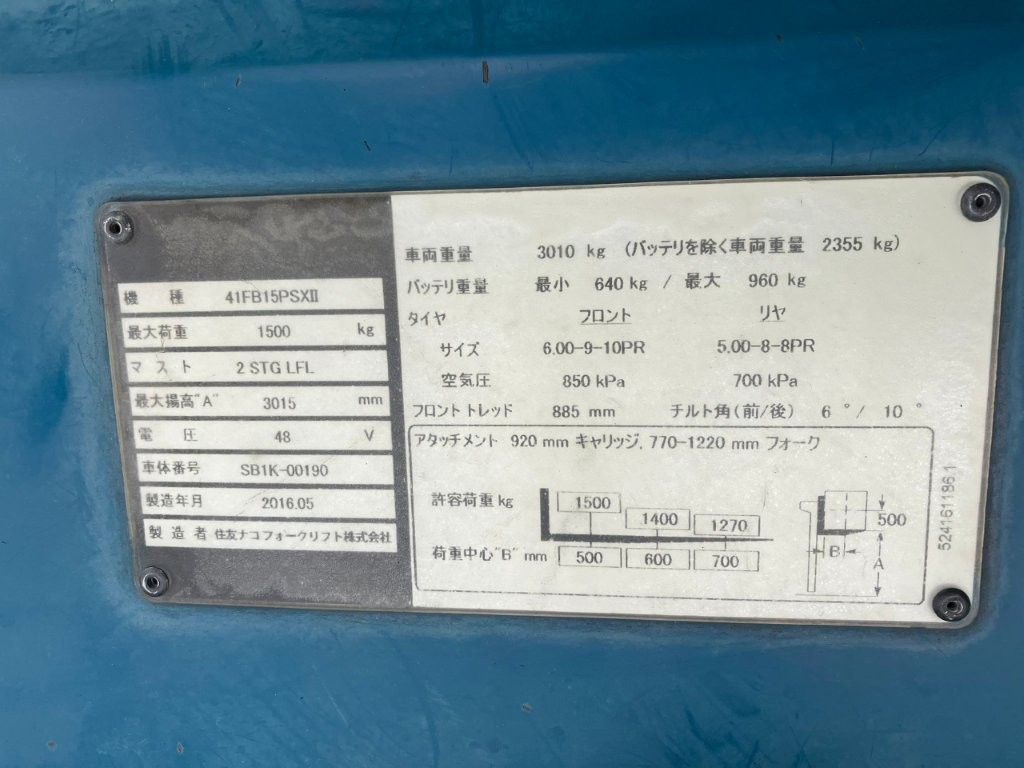 機 種 41FB15PSXⅡ
最大荷重 1500 kg
マスト 2 STG LFL
最大揚高"A" 3015 mm
電 圧 48 V
車体番号 SB1K-00190
製造年月 2016.05
製造者 住友ナコフォークリフト株式会社
車両重量 3010 kg (バッテリを除く車両重量 2355 kg)
バッテリ重量 最小 640 kg / 最大 960 kg
タイヤ フロント リヤ
サイズ 6.00-9-10PR 5.00-8-8PR
空気圧 850 kPa 700 kPa
フロントトレッド 885 mm チルト角(前/後) 6 ° / 10 °
アタッチメント 920 mm キャリッジ, 770-1220 mm フォーク
許容荷重 kg 1500 1400 1270
荷重中心"B" mm 500 600 700
500
B
A
5241611861